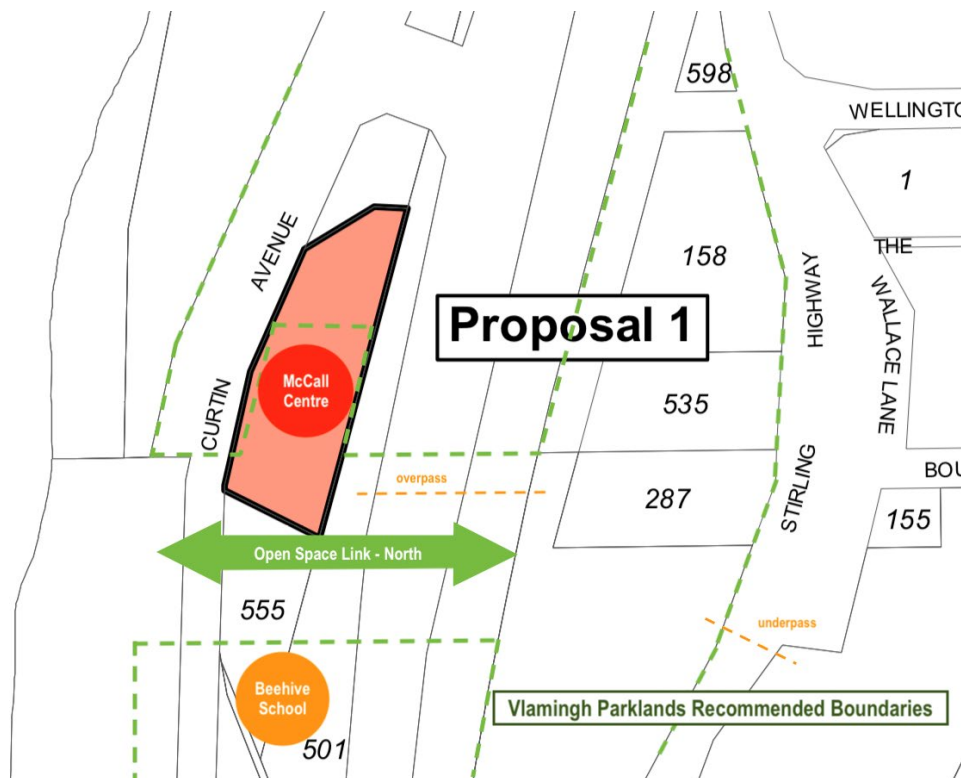 598
WELLINGTO
1
THE
WALLACE LANE
158
HIGHWAY
AVENUE
Proposal 1
CURTIN
McCall
Centre
535
overpass
287
STIRLING
BOU
155
Open Space Link - North
555
underpass
Beehive
School
501
Vlamingh Parklands Recommended Boundaries